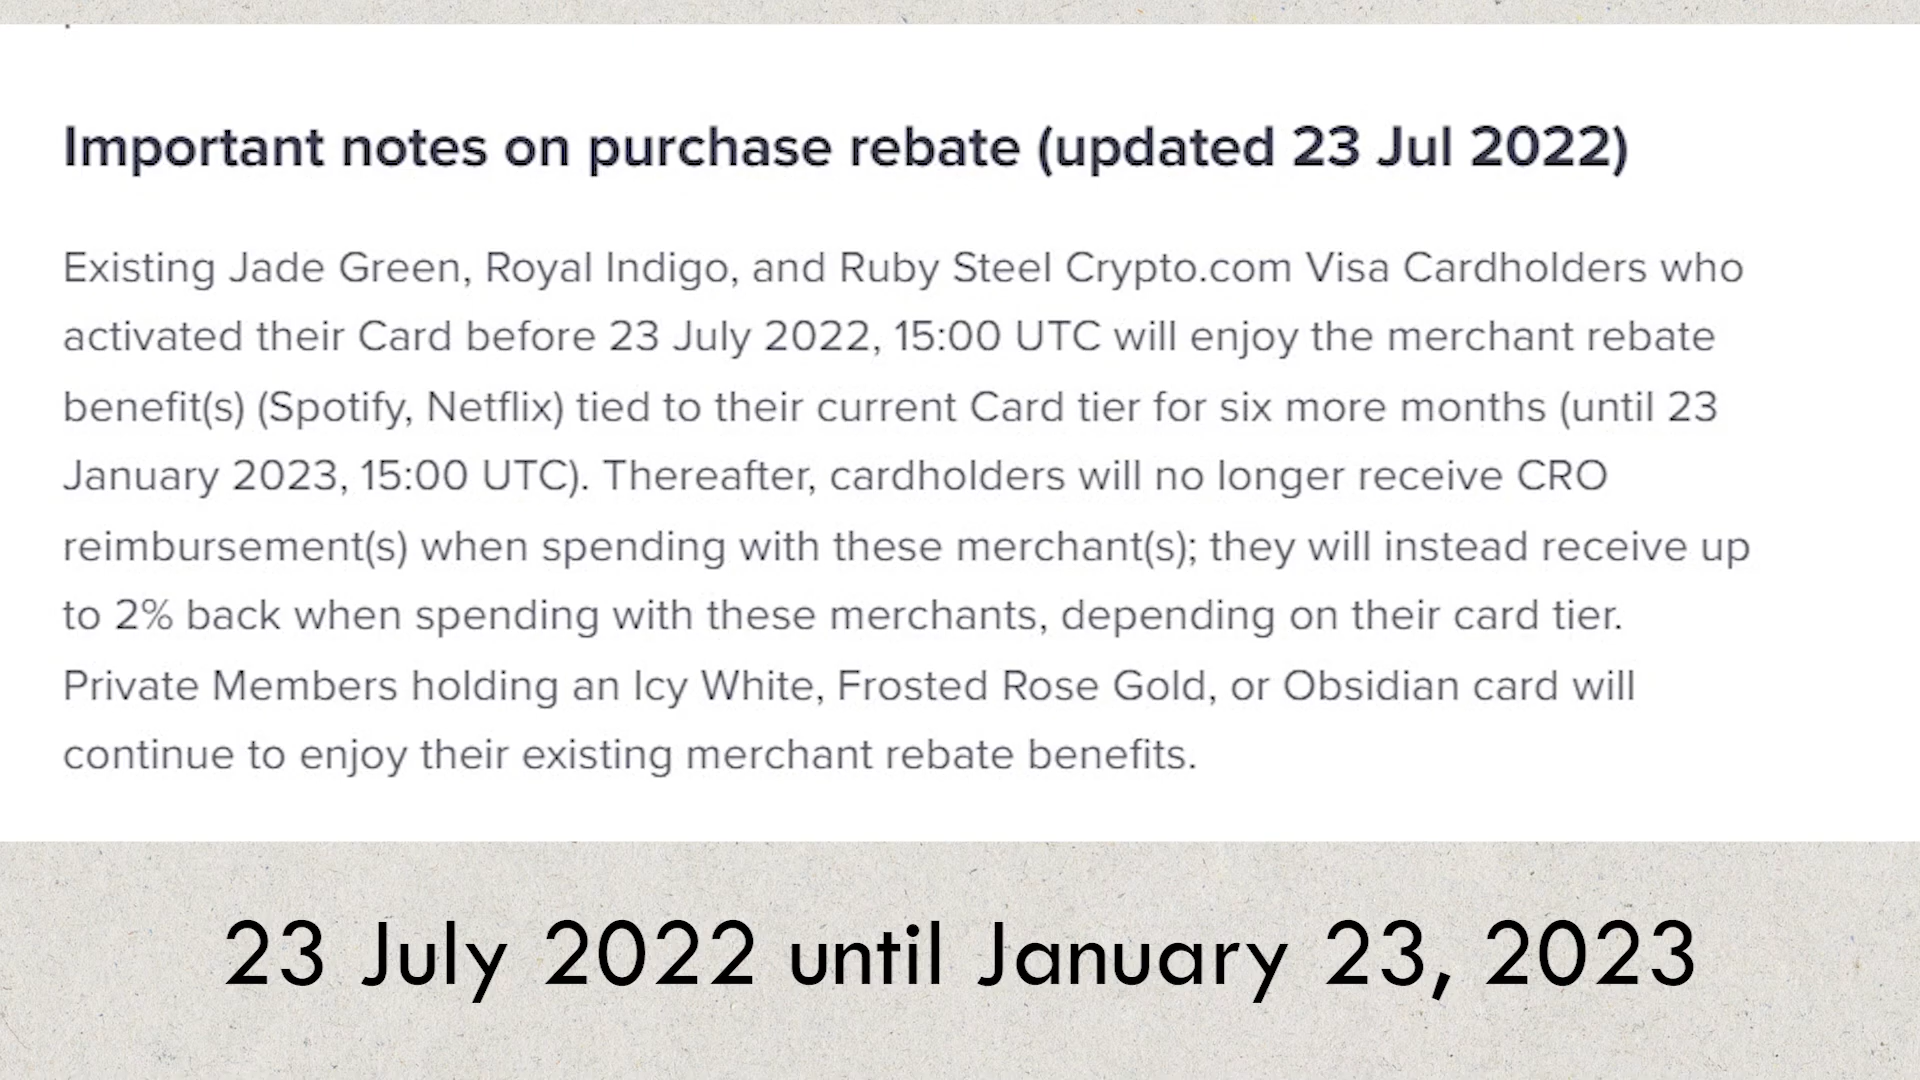 Important notes on purchase rebate (updated 23 Jul 2022)
Existing Jade Green, Royal Indigo, and Ruby Steel Crypto.com Visa Cardholders who
activated their Card before 23 July 2022, 15:00 UTC will enjoy the merchant rebate
benefit(s) (Spotify, Netflix) tied to their current Card tier for six more months (until 23
January 2023, 15:00 UTC). Thereafter, cardholders will no longer receive CRO
reimbursement(s) when spending with these merchant(s); they will instead receive up
to 2% back when spending with these merchants, depending on their card tier.
Private Members holding an Icy White, Frosted Rose Gold, or Obsidian card will
continue to enjoy their existing merchant rebate benefits.
23 July 2022 until January 23, 2023